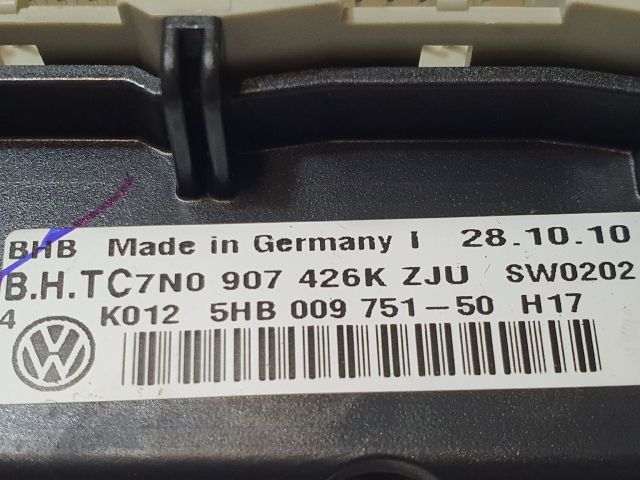 BHB Made in Germany I 28.10.10
B.H.TC7N0 907 426K ZJU SW0202
4 K012 5HB 009 751-50 H17
VW